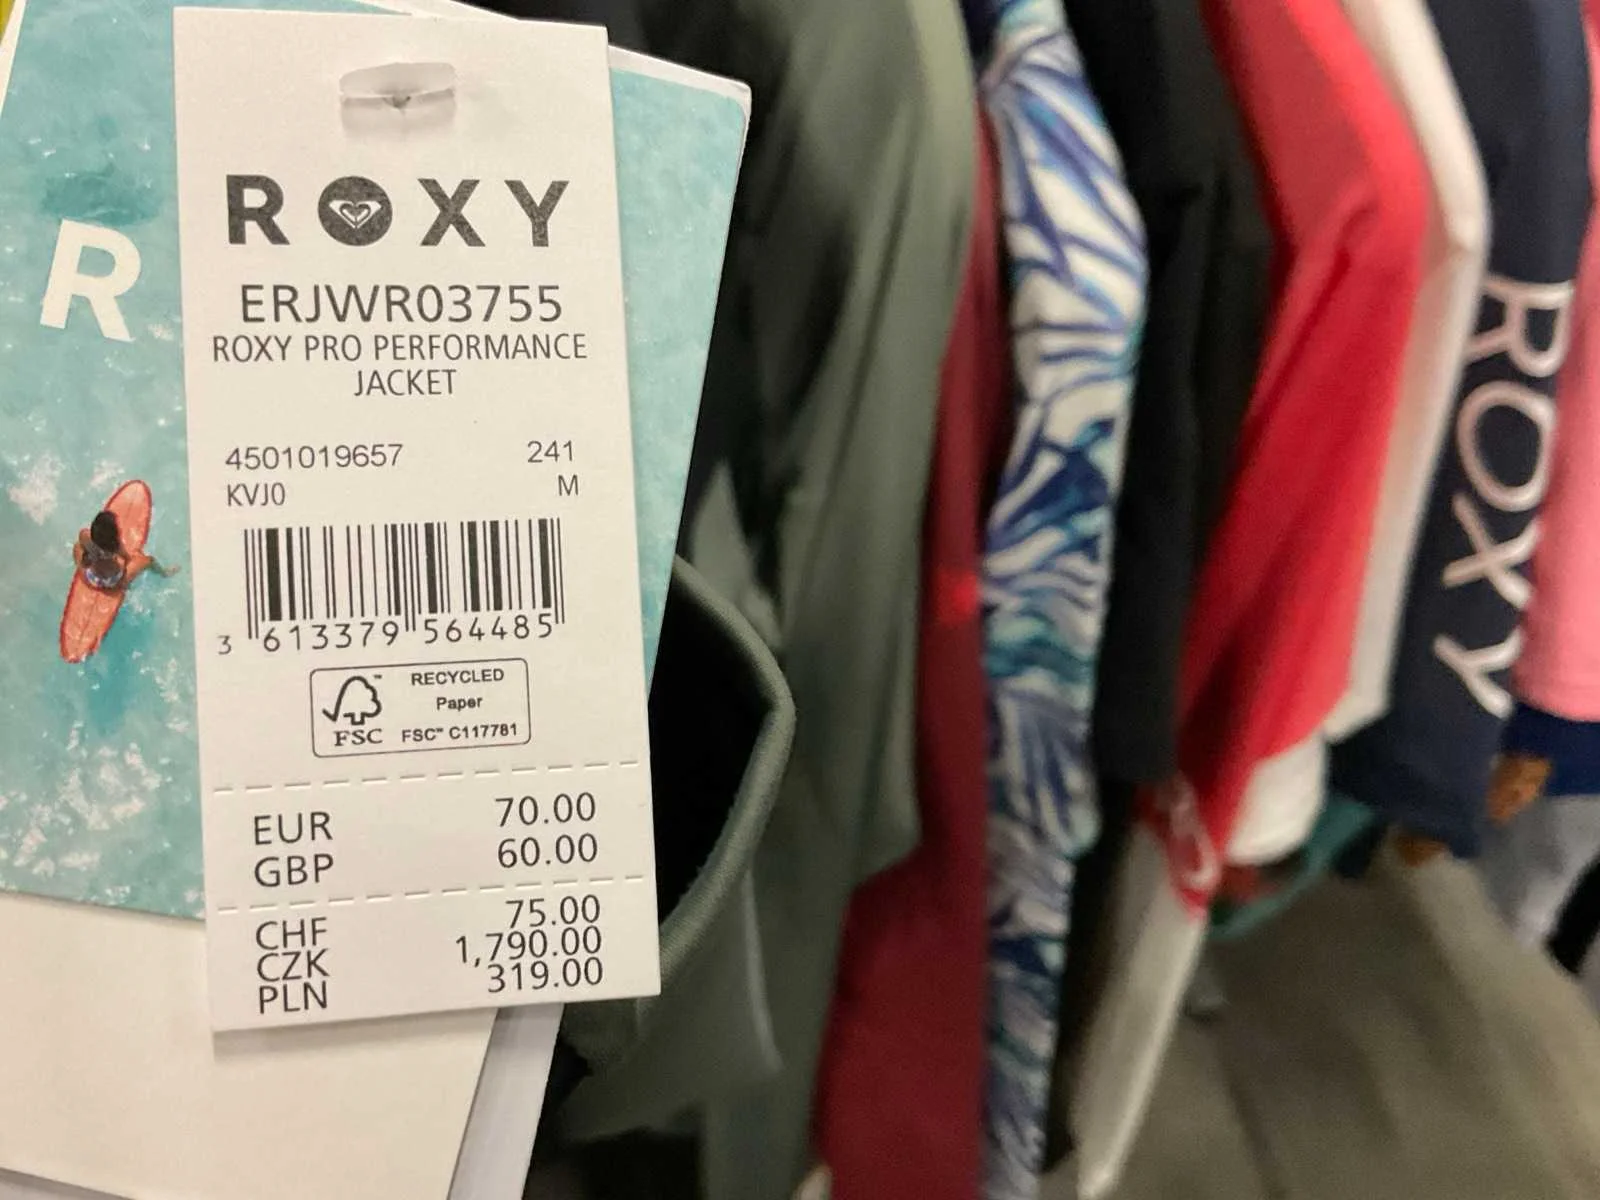 R
ROXY
ERJWR03755
ROXY PRO PERFORMANCE
JACKET
4501019657 241
KVJ0 M
3 613379 564485
FSC™
RECYCLED
Paper
FSC™ C117781
EUR 70.00
GBP 60.00
CHF 75.00
CZK 1,790.00
PLN 319.00
ROXY